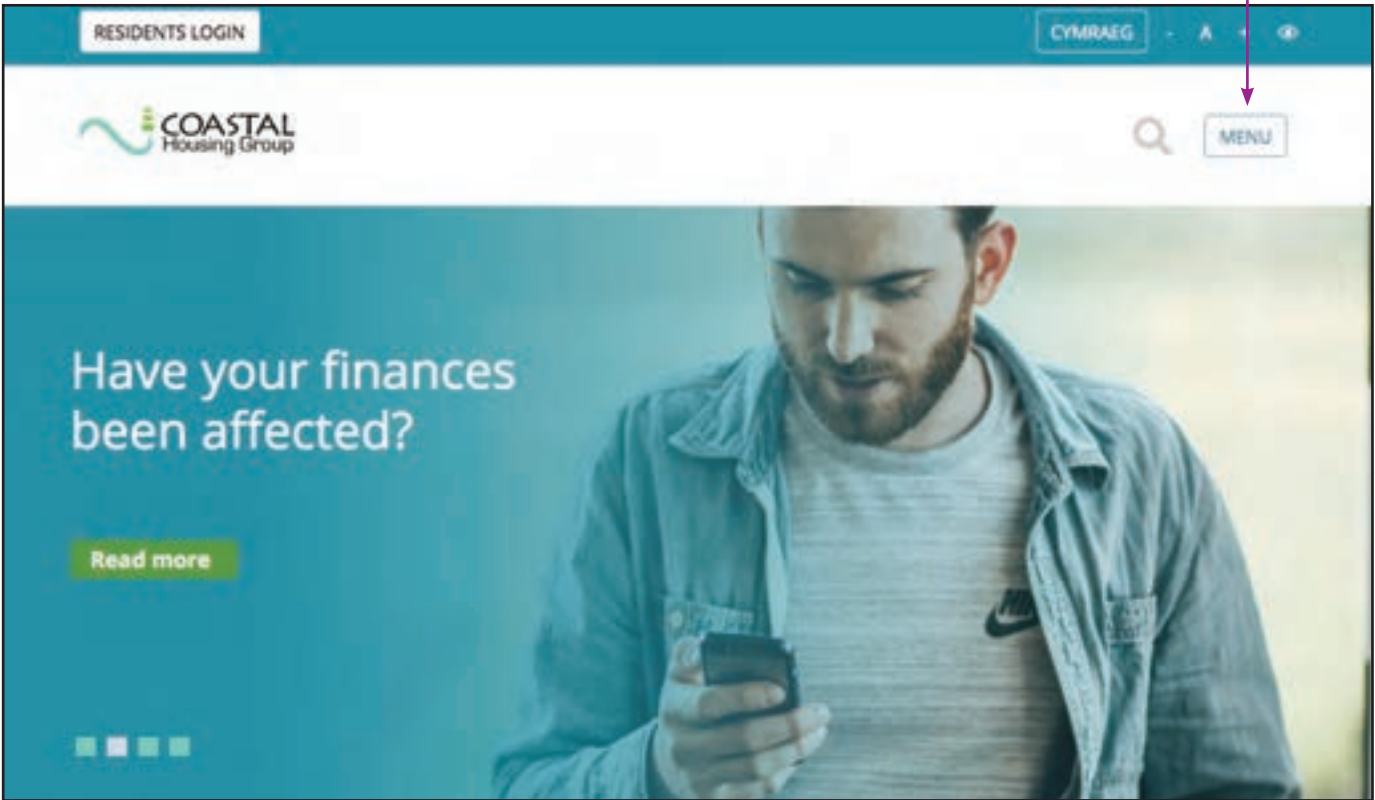 RESIDENTS LOGIN
CYMRAEG - A +
COASTAL
Housing Group
MENU
Have your finances
been affected?
Read more